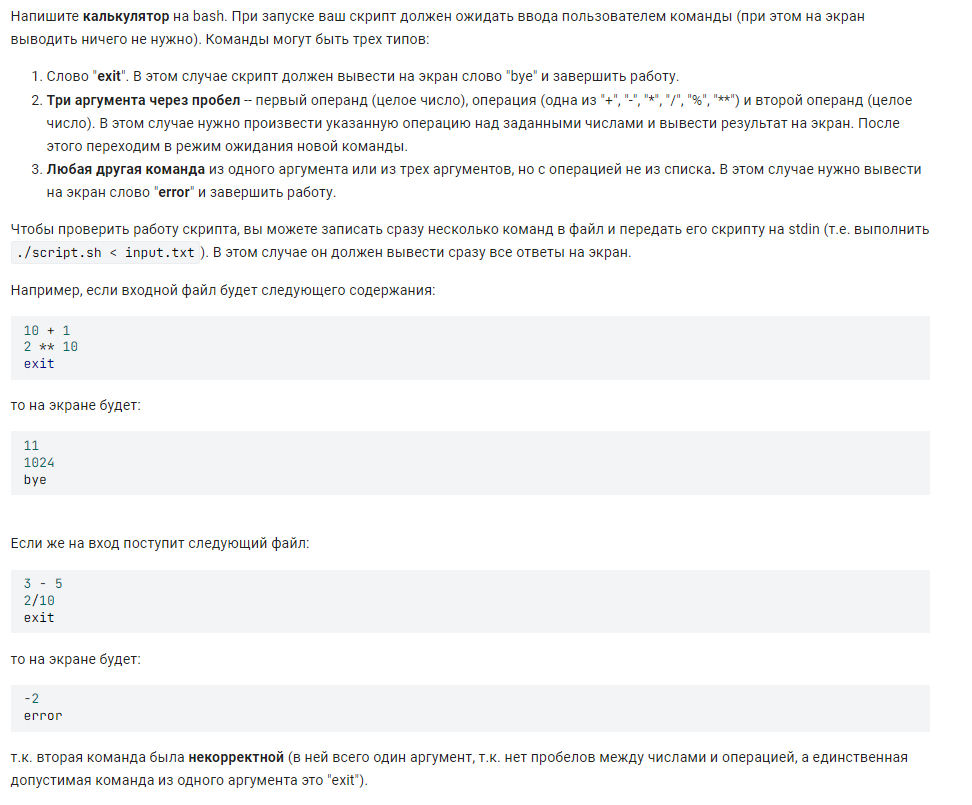 Напишите калькулятор на bash. При запуске ваш скрипт должен ожидать ввода пользователем команды (при этом на экран
выводить ничего не нужно). Команды могут быть трех типов:
1. Слово "exit". В этом случае скрипт должен вывести на экран слово "bye" и завершить работу.
2. Три аргумента через пробел – первый операнд (целое число), операция (одна из "+", "-", "*", "/", "%", "**") и второй операнд (целое
число). В этом случае нужно произвести указанную операцию над заданными числами и вывести результат на экран. После
этого переходим в режим ожидания новой команды.
3. Любая другая команда из одного аргумента или из трех аргументов, но с операцией не из списка. В этом случае нужно вывести
на экран слово "error" и завершить работу.
Чтобы проверить работу скрипта, вы можете записать сразу несколько команд в файл и передать его скрипту на stdin (т.е. выполнить
./script.sh < input.txt ). В этом случае он должен вывести сразу все ответы на экран.
Например, если входной файл будет следующего содержания:
10 + 1
2 ** 10
exit
то на экране будет:
11
1024
bye
Если же на вход поступит следующий файл:
3 - 5
2/10
exit
то на экране будет:
-2
error
т.к. вторая команда была некорректной (в ней всего один аргумент, т.к. нет пробелов между числами и операцией, а единственная
допустимая команда из одного аргумента это "exit").